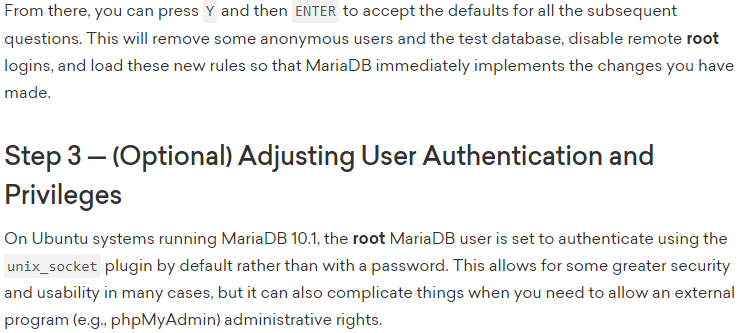 From there, you can press Y and then ENTER to accept the defaults for all the subsequent
questions. This will remove some anonymous users and the test database, disable remote root
logins, and load these new rules so that MariaDB immediately implements the changes you have
made.
Step 3 — (Optional) Adjusting User Authentication and
Privileges
On Ubuntu systems running MariaDB 10.1, the root MariaDB user is set to authenticate using the
unix_socket plugin by default rather than with a password. This allows for some greater security
and usability in many cases, but it can also complicate things when you need to allow an external
program (e.g., phpMyAdmin) administrative rights.